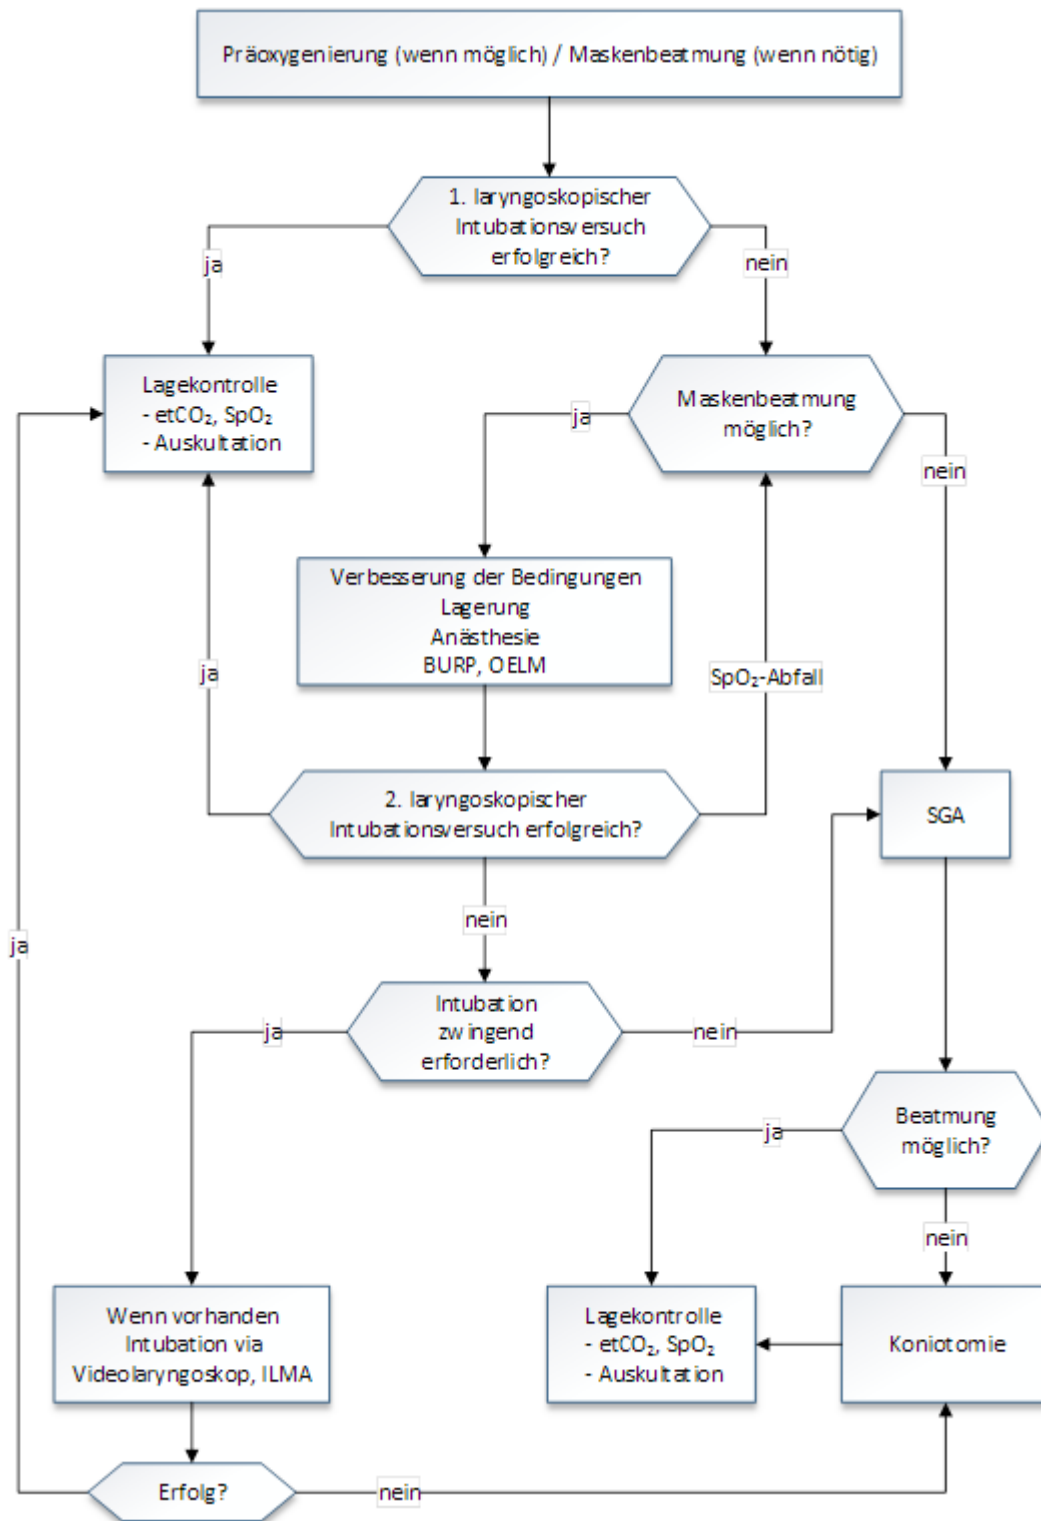 Präoxygenierung (wenn möglich) / Maskenbeatmung (wenn nötig)
1. laryngoskopischer
Intubationsversuch
erfolgreich?
ja
nein
Lagekontrolle
- etCO₂, SpO₂
- Auskultation
Maskenbeatmung
möglich?
ja
nein
Verbesserung der Bedingungen
Lagerung
Anästhesie
BURP, OELM
ja
SpO₂-Abfall
2. laryngoskopischer
Intubationsversuch erfolgreich?
SGA
nein
ja
Intubation
zwingend
erforderlich?
ja
nein
Beatmung
möglich?
ja
nein
Wenn vorhanden
Intubation via
Videolaryngoskop, ILMA
Lagekontrolle
- etCO₂, SpO₂
- Auskultation
Koniotomie
Erfolg?
nein